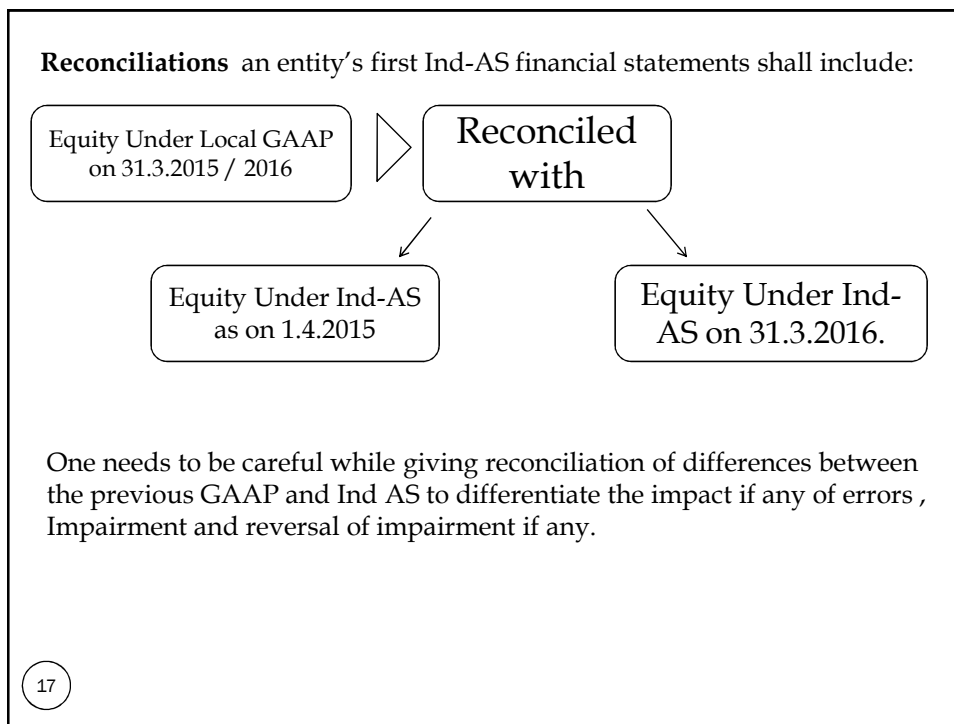 Reconciliations an entity’s first Ind-AS financial statements shall include:
Equity Under Local GAAP
on 31.3.2015 / 2016
Reconciled
with
Equity Under Ind-AS
as on 1.4.2015
Equity Under Ind-
AS on 31.3.2016.
One needs to be careful while giving reconciliation of differences between
the previous GAAP and Ind AS to differentiate the impact if any of errors ,
Impairment and reversal of impairment if any.
17